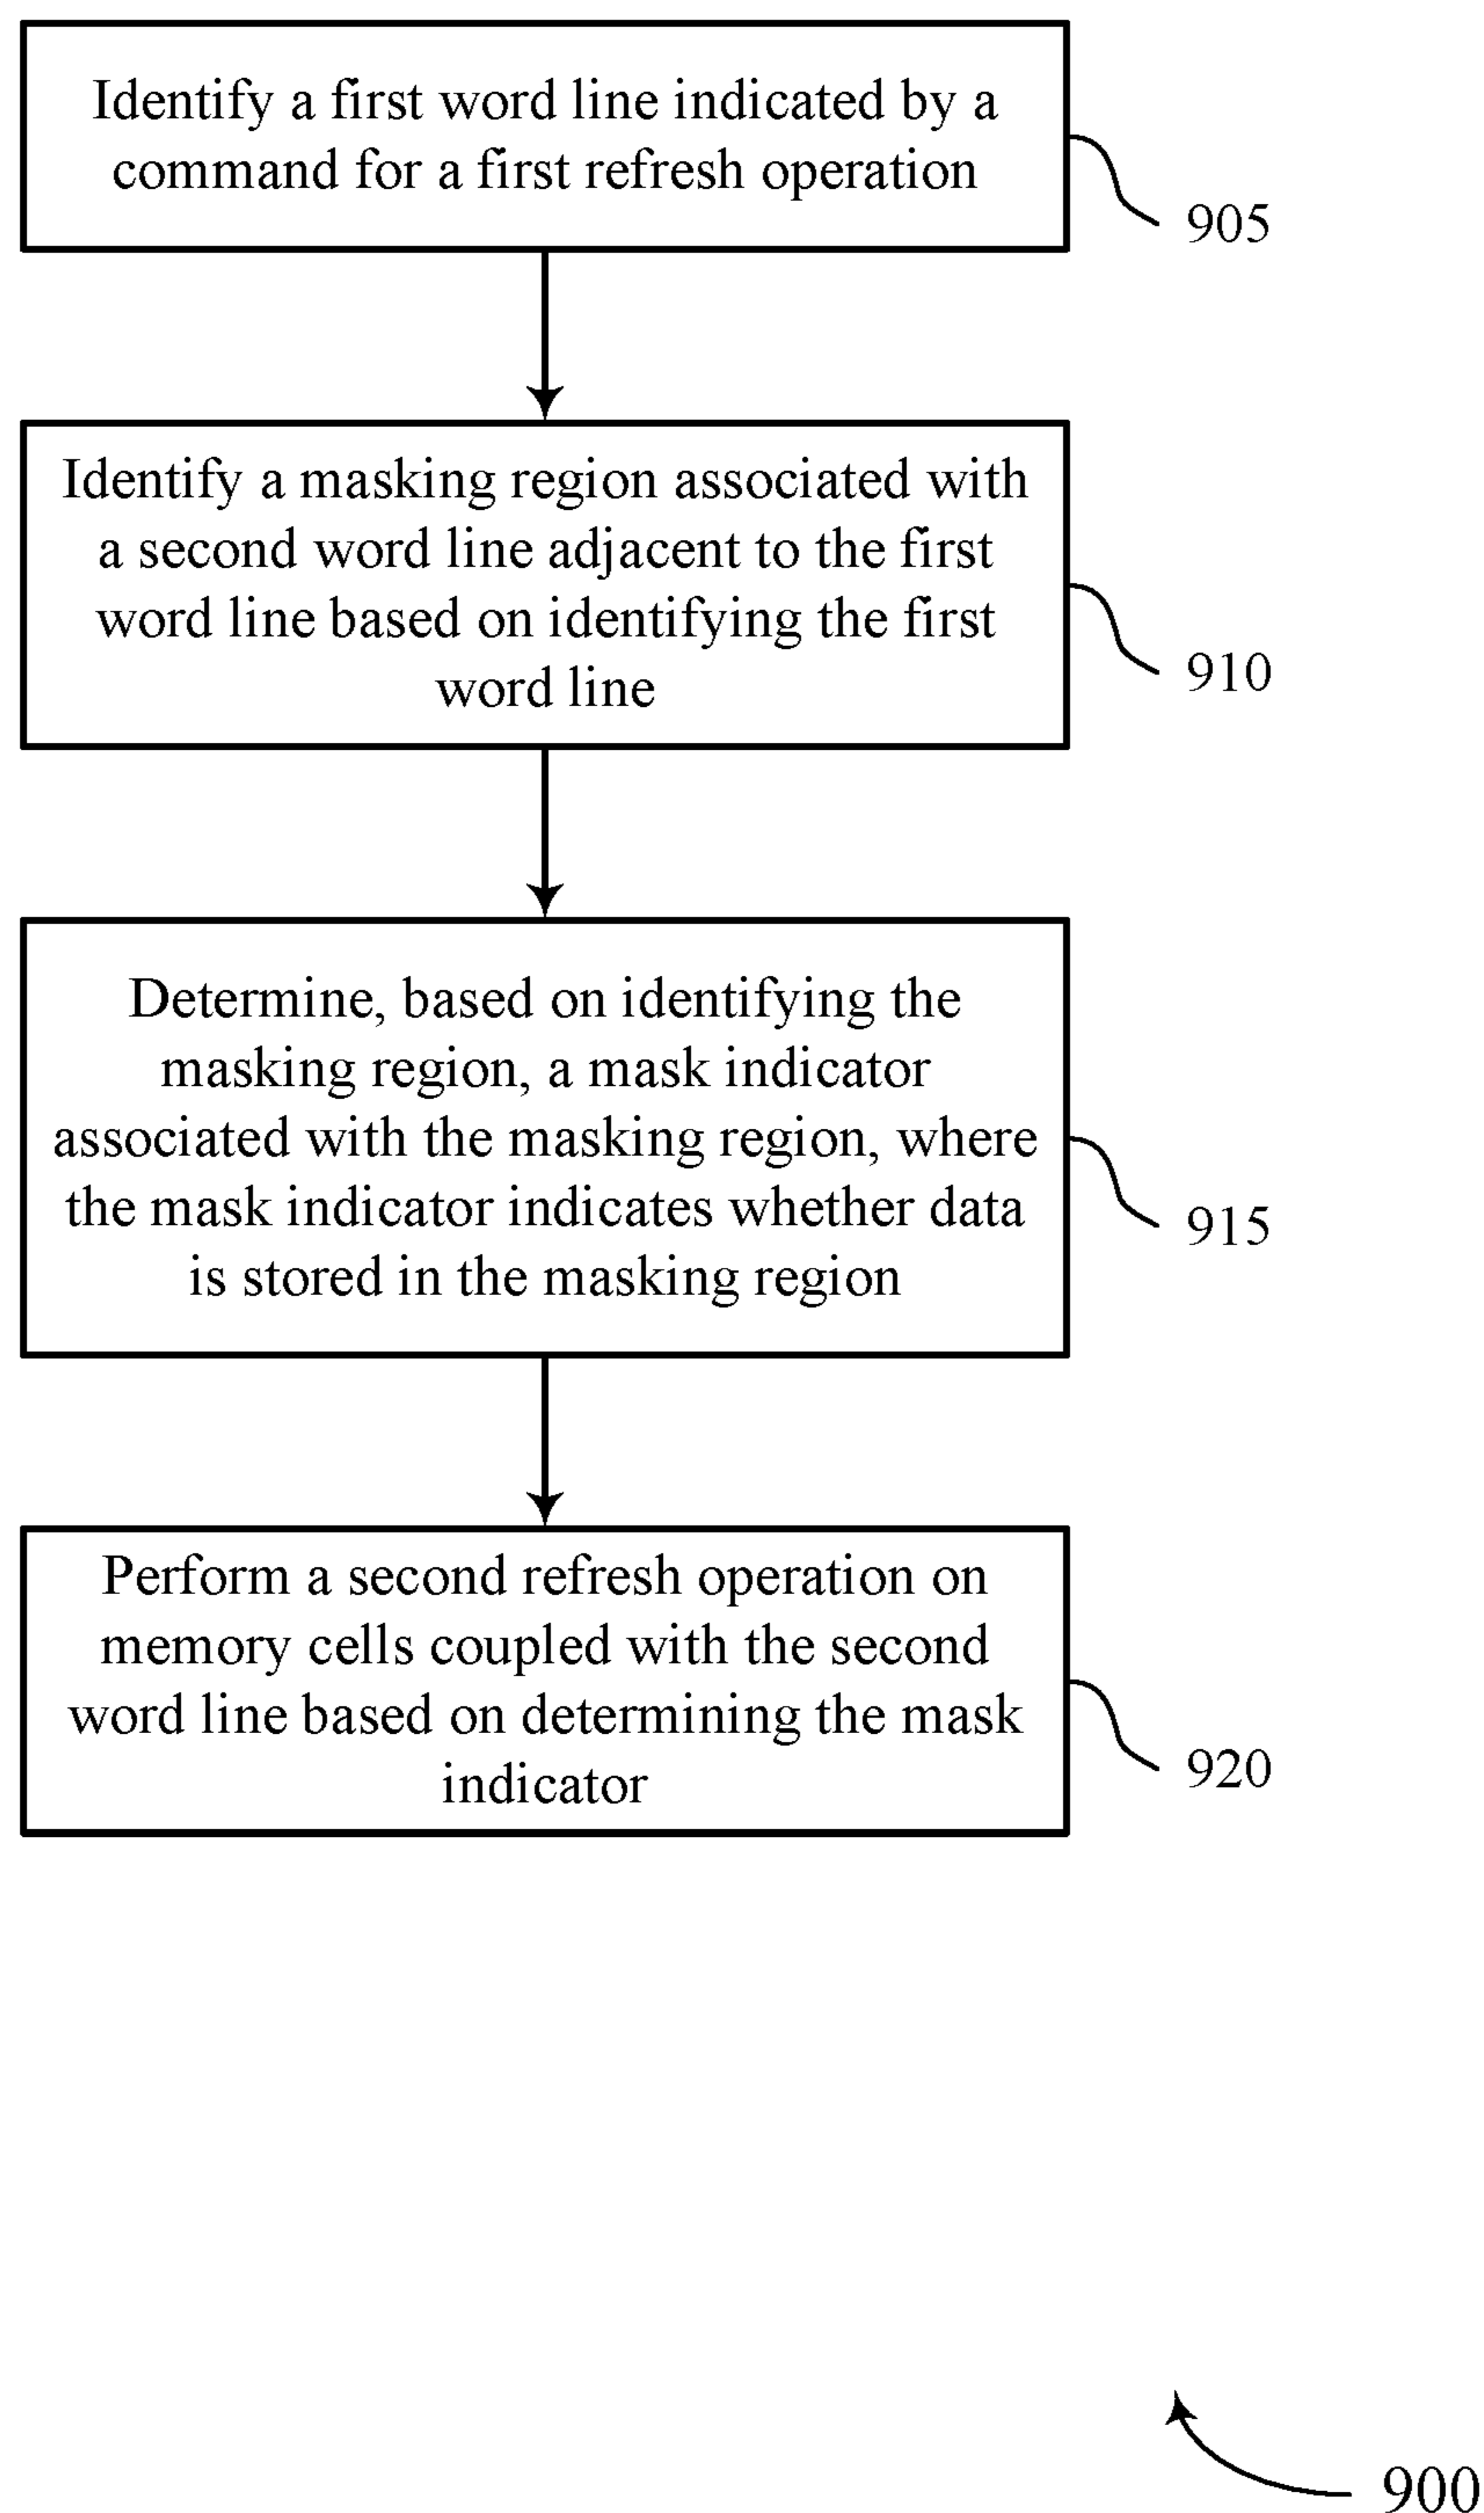 Identify a first word line indicated by a
command for a first refresh operation
905
Identify a masking region associated with
a second word line adjacent to the first
word line based on identifying the first
word line
910
Determine, based on identifying the
masking region, a mask indicator
associated with the masking region, where
the mask indicator indicates whether data
is stored in the masking region
915
Perform a second refresh operation on
memory cells coupled with the second
word line based on determining the mask
indicator
920
900